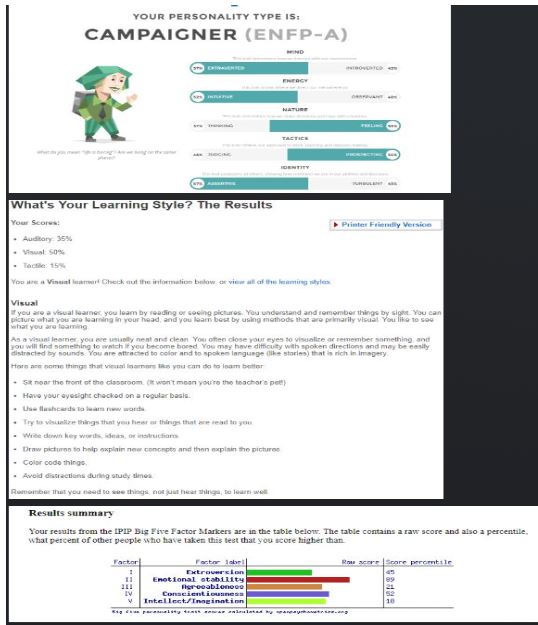 YOUR PERSONALITY TYPE IS:
CAMPAIGNER (ENFP-A)
MIND
57% EXTRAVERTED INTROVERTED 43%
ENERGY
52% INTUITIVE OBSERVANT 48%
NATURE
THINKING FEELING
TACTICS
JUDGING PROSPECTING
IDENTITY
57% ASSERTIVE TURBULENT 43%
What do you mean "life is boring"? Are we living on the same planet?
What's Your Learning Style? The Results
Your Scores:
Printer Friendly Version
• Auditory: 35%
• Visual: 50%
• Tactile: 15%
You are a Visual learner! Check out the information below, or view all of the learning styles.
Visual
If you are a visual learner, you learn by reading or seeing pictures. You understand and remember things by sight. You can
picture what you are learning in your head, and you learn best by using methods that are primarily visual. You like to see
what you are learning.
As a visual learner, you are usually neat and clean. You often close your eyes to visualize or remember something, and
you will find something to watch if you become bored. You may have difficulty with spoken directions and may be easily
distracted by sounds. You are attracted to color and to spoken language (like stories) that is rich in imagery.
Here are some things that visual learners like you can do to learn better:
• Sit near the front of the classroom. (It won't mean you're the teacher's pet!)
• Have your eyesight checked on a regular basis.
• Use flashcards to learn new words.
• Try to visualize things that you hear or things that are read to you.
• Write down key words, ideas, or instructions.
• Draw pictures to help explain new concepts and then explain the pictures.
• Color code things.
• Avoid distractions during study times.
Remember that you need to see things, not just hear things, to learn well.
Results summary
Your results from the IPIP Big Five Factor Markers are in the table below. The table contains a raw score and also a percentile,
what percent of other people who have taken this test that you score higher than.
Factor Factor label Raw score Score percentile
I Extroversion 45
II Emotional stability 89
III Agreeableness 21
IV Conscientiousness 52
V Intellect/Imagination 18
Big five personality trait scores calculated by openpsychometrics.org